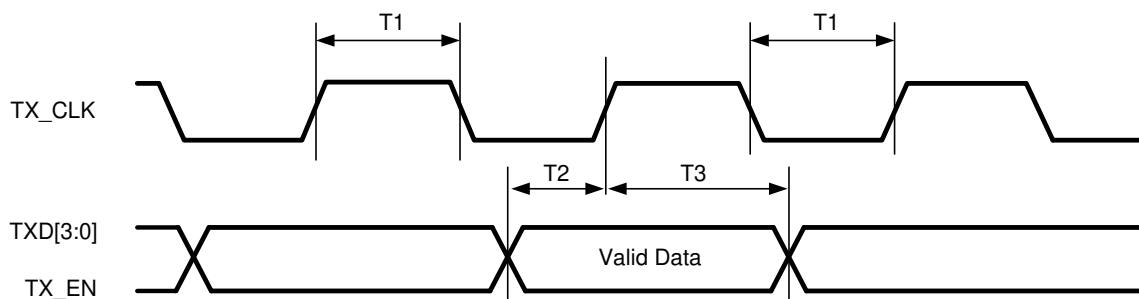 T1
T1
TX_CLK
T2
T3
TXD[3:0]
Valid Data
TX_EN